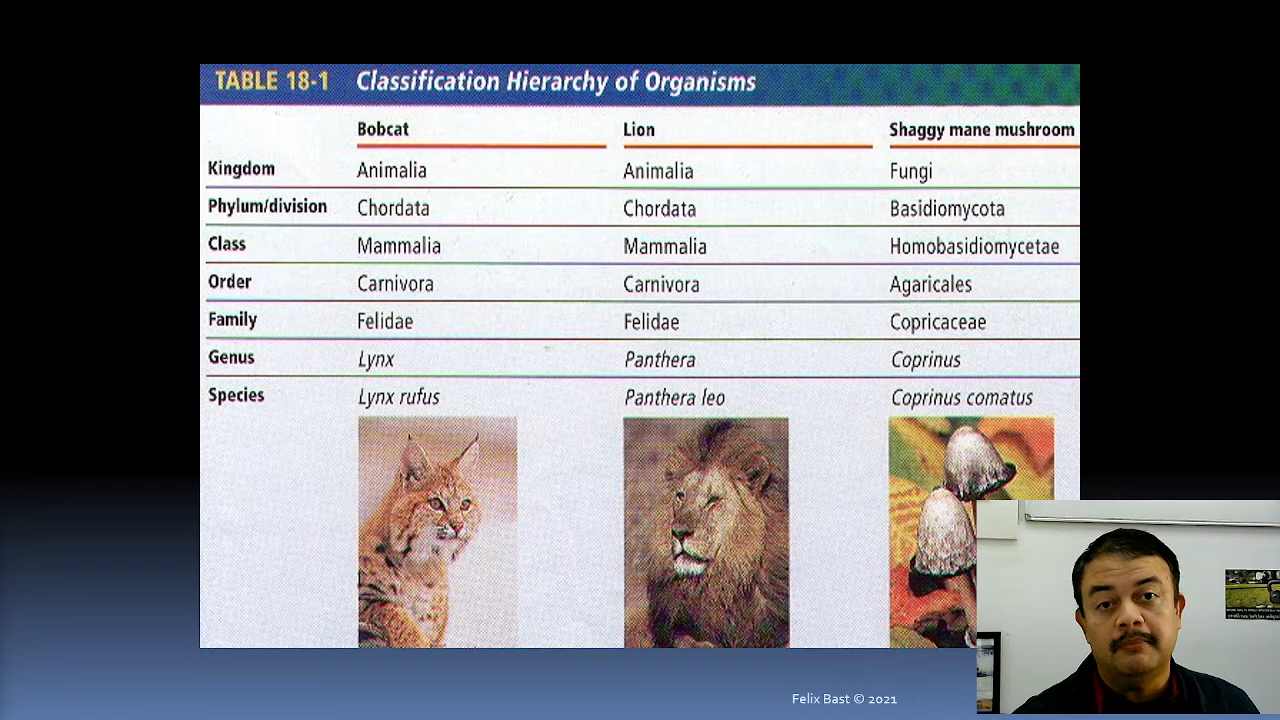 TABLE 18-1 Classification Hierarchy of Organisms
Bobcat Lion Shaggy mane mushroom
Kingdom Animalia Animalia Fungi
Phylum/division Chordata Chordata Basidiomycota
Class Mammalia Mammalia Homobasidiomycetae
Order Carnivora Carnivora Agaricales
Family Felidae Felidae Copricaceae
Genus Lynx Panthera Coprinus
Species Lynx rufus Panthera leo Coprinus comatus
Felix Bast © 2021